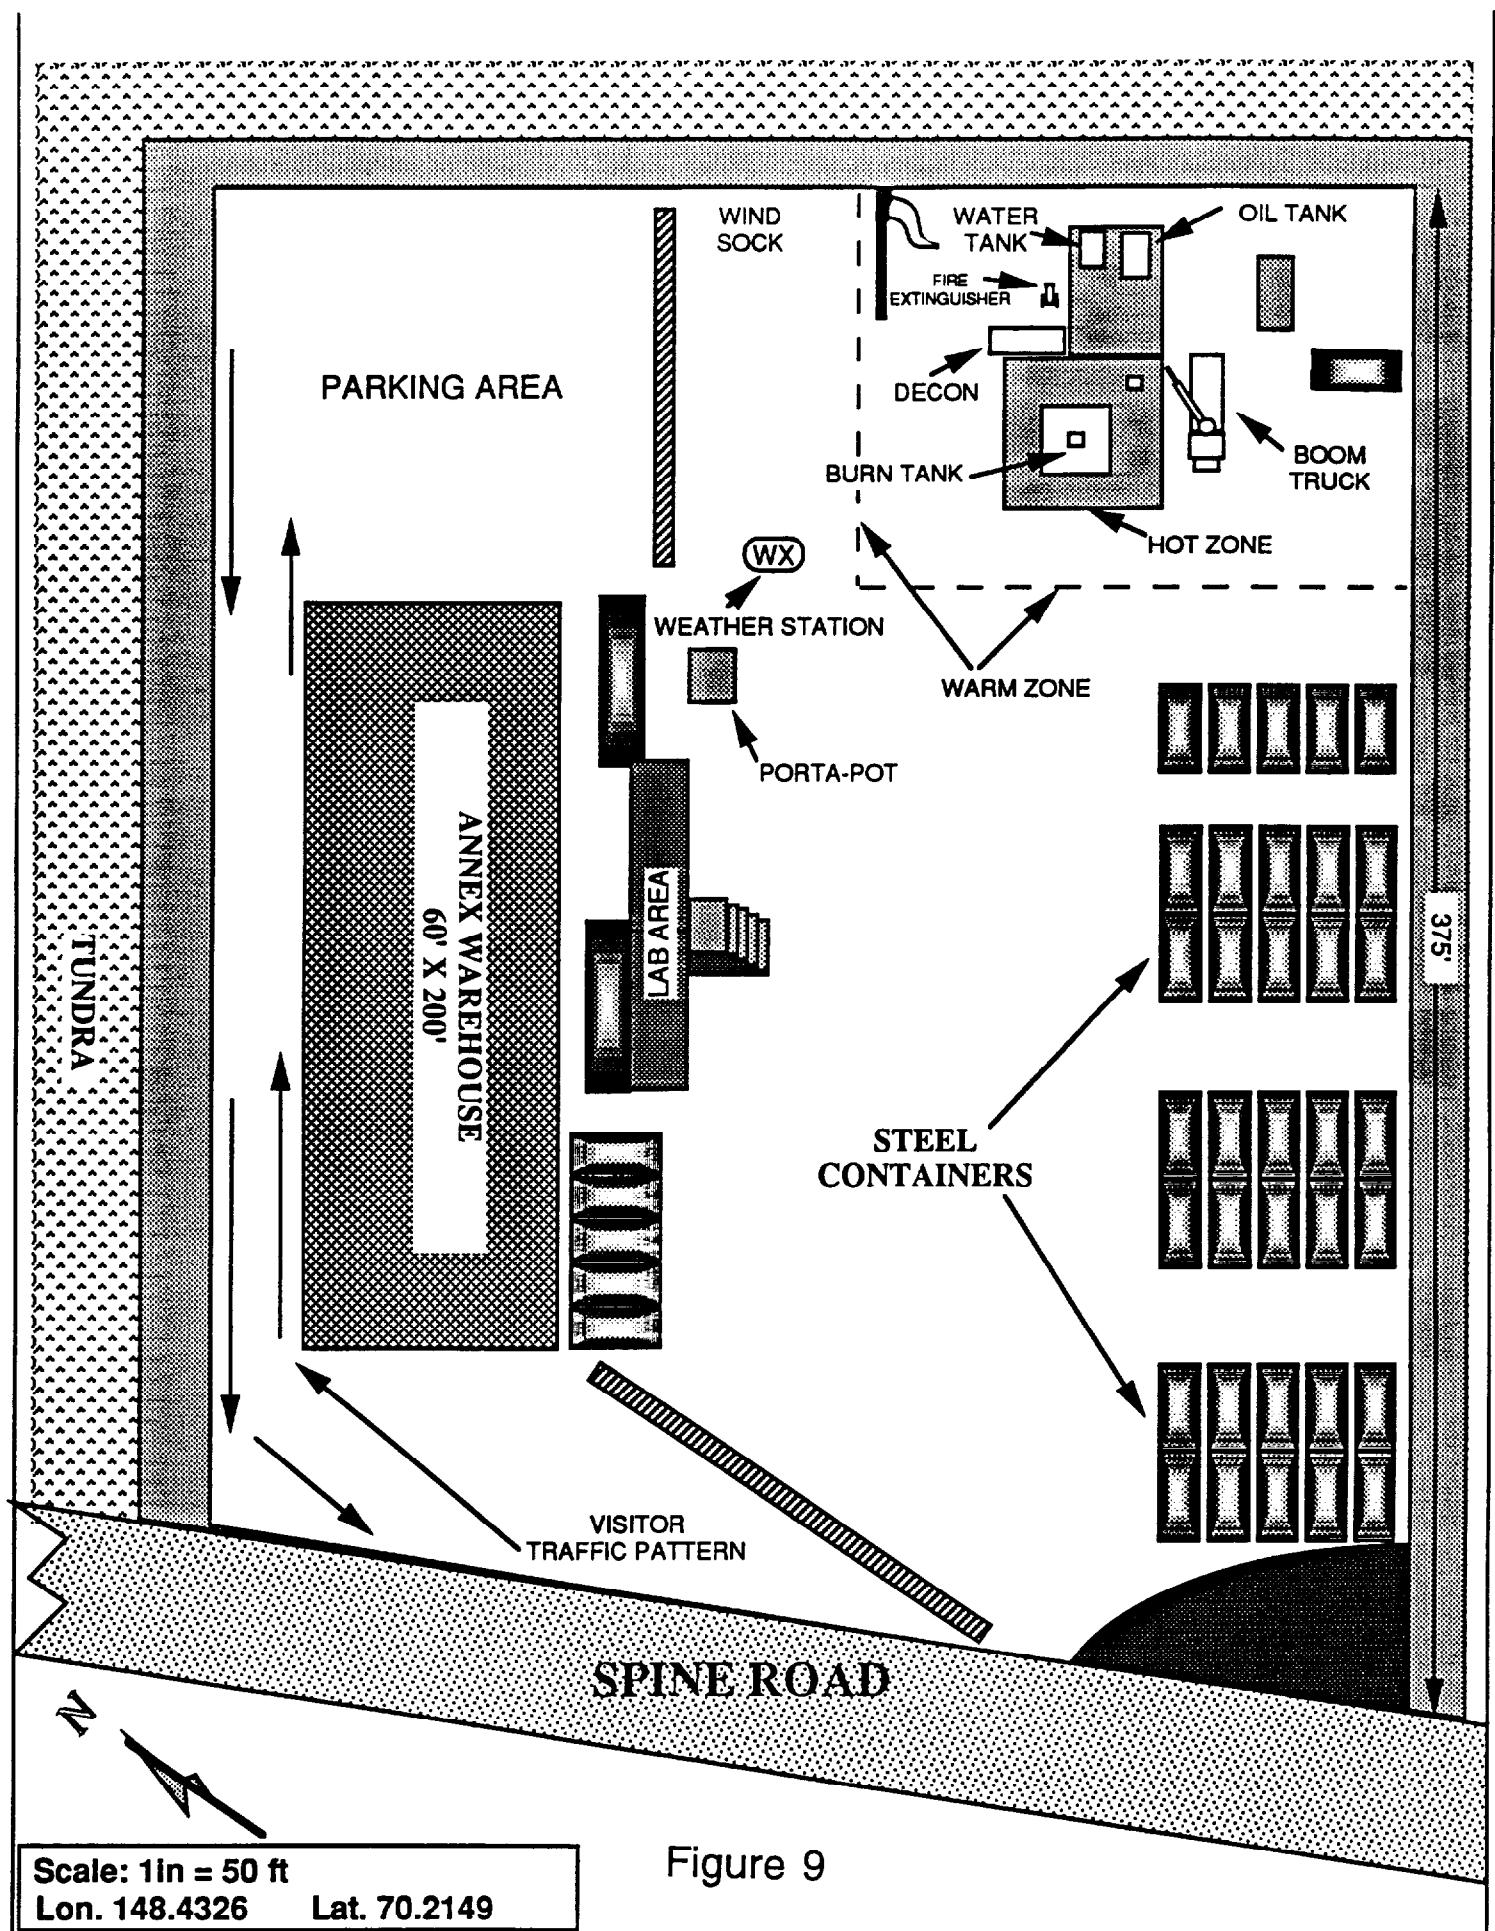 WIND
SOCK
WATER
TANK
OIL TANK
FIRE
EXTINGUISHER
PARKING AREA
DECON
BURN TANK
BOOM
TRUCK
HOT ZONE
WX
WEATHER STATION
WARM ZONE
PORTA-POT
ANNEX WAREHOUSE
60' X 200'
LAB AREA
TUNDRA
375'
STEEL
CONTAINERS
VISITOR
TRAFFIC PATTERN
SPINE ROAD
N
Figure 9
Scale: 1in = 50 ft
Lon. 148.4326 Lat. 70.2149